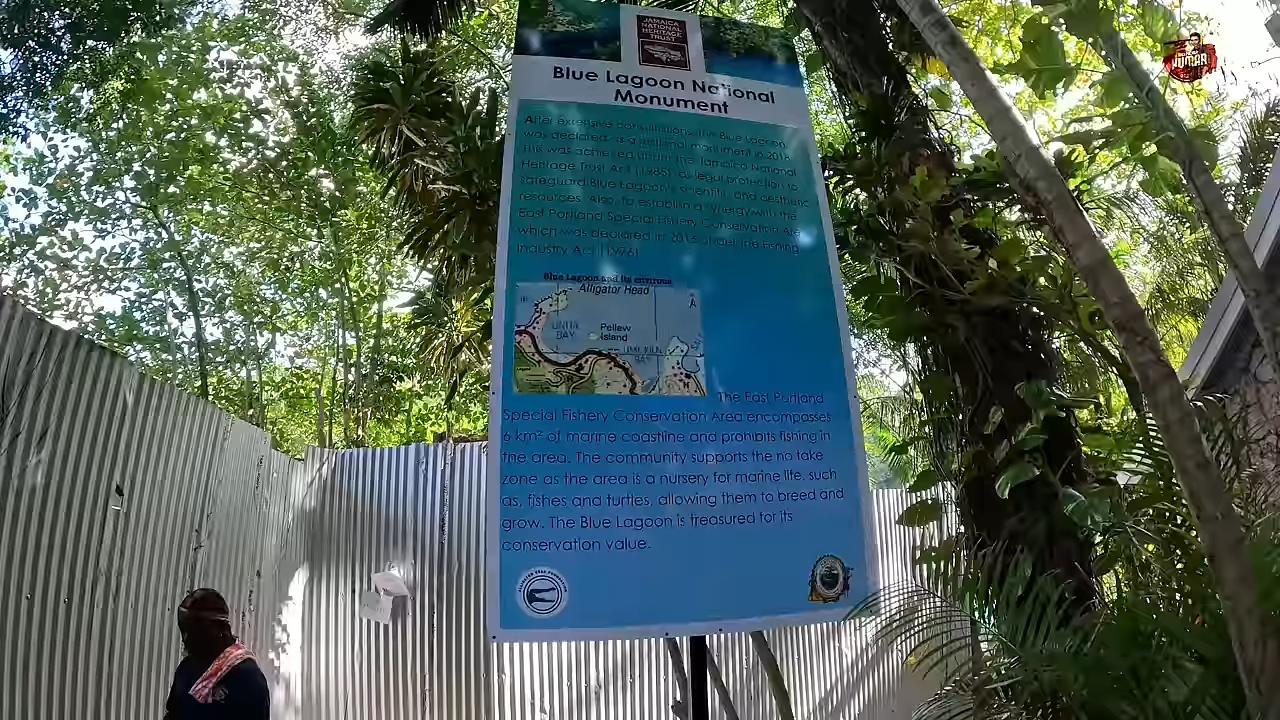 JAMAICA
NATIONAL
HERITAGE
TRUST
Blue Lagoon National
Monument
After extensive consultations, the Blue Lagoon
was declared as a national monument in 2018.
This was achieved under the Jamaica National
Heritage Trust Act (1985), as legal protection to
safeguard Blue Lagoon's scientific and aesthetic
resources. Also, to establish a synergy with the
East Portland Special Fishery Conservation Area
which was declared in under the Fishing
Industry Act
Blue Lagoon and its environs
Alligator Head
Pellew
Island
BAY
LIME KILN
BAY
The East Portland
Special Fishery Conservation Area encompasses
6 km² of marine coastline and prohibits fishing in
the area. The community supports the no take
zone as the area is a nursery for marine life, such
as, fishes and turtles, allowing them to breed and
grow. The Blue Lagoon is treasured for its
conservation value.